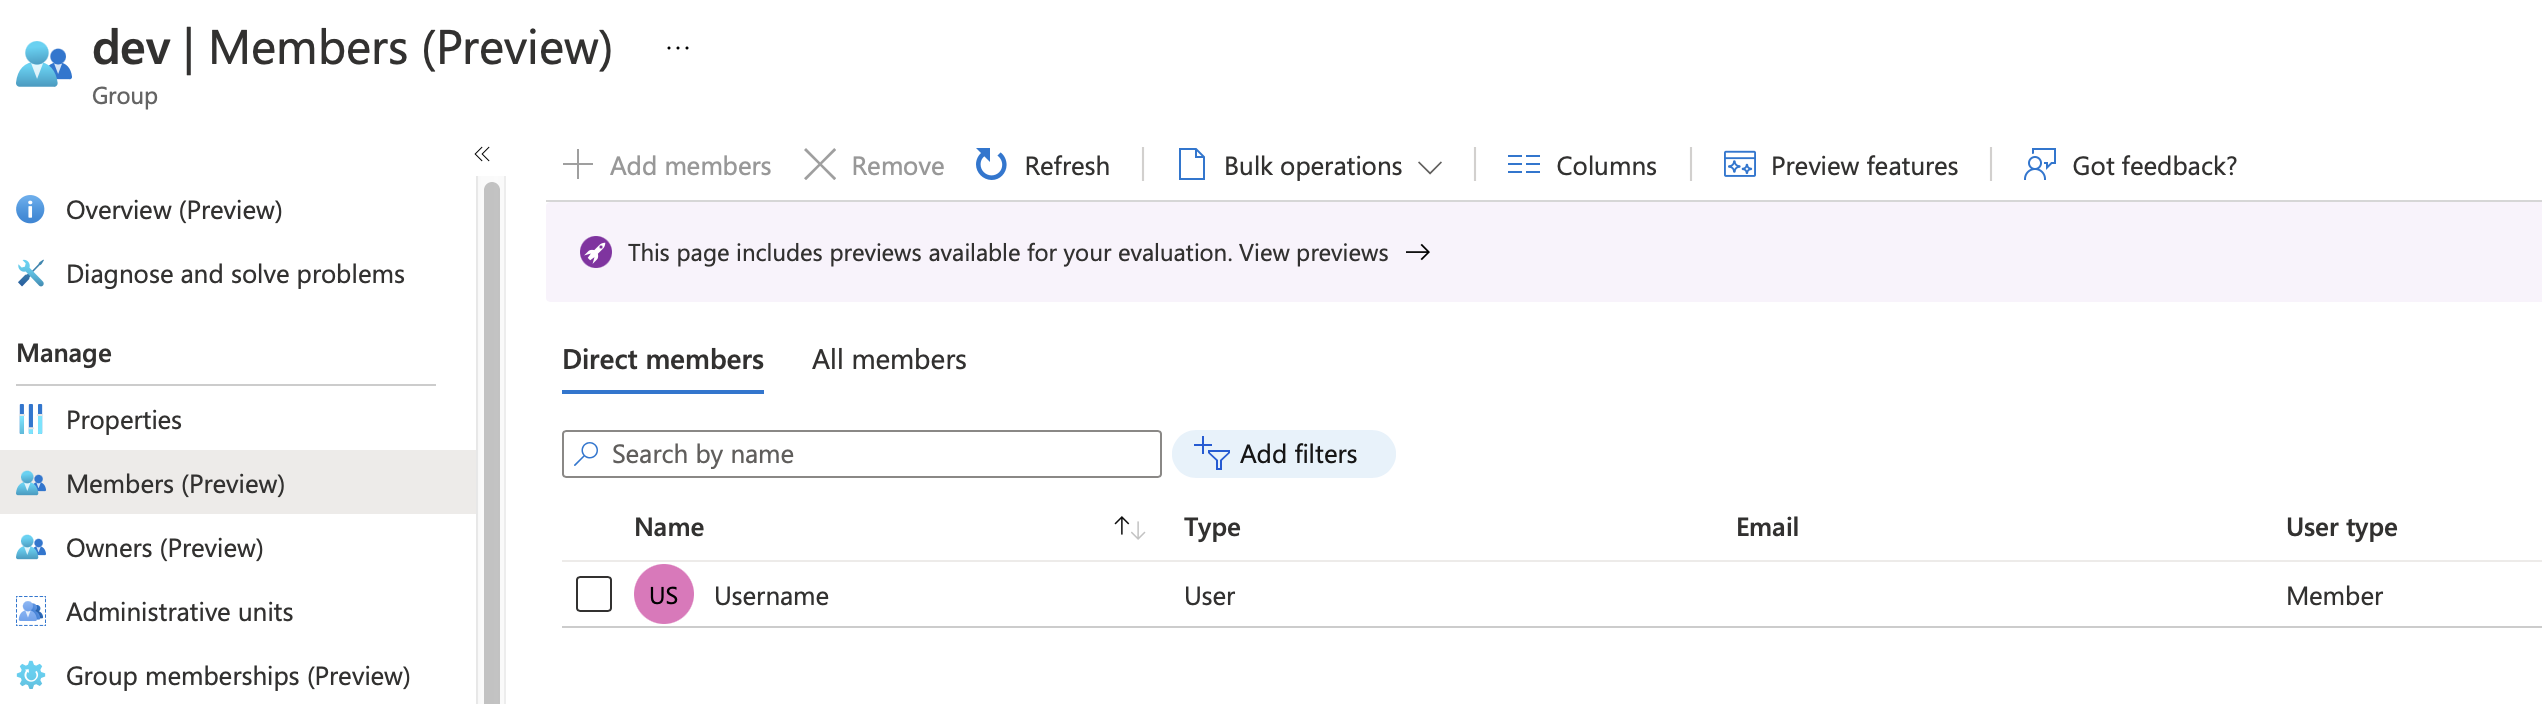 dev | Members (Preview) ...
Group
Overview (Preview)
Diagnose and solve problems
Manage
Properties
Members (Preview)
Owners (Preview)
Administrative units
Group memberships (Preview)
Add members Remove Refresh Bulk operations Columns Preview features Got feedback?
This page includes previews available for your evaluation. View previews →
Direct members All members
Search by name Add filters
Name Type Email User type
US Username User Member